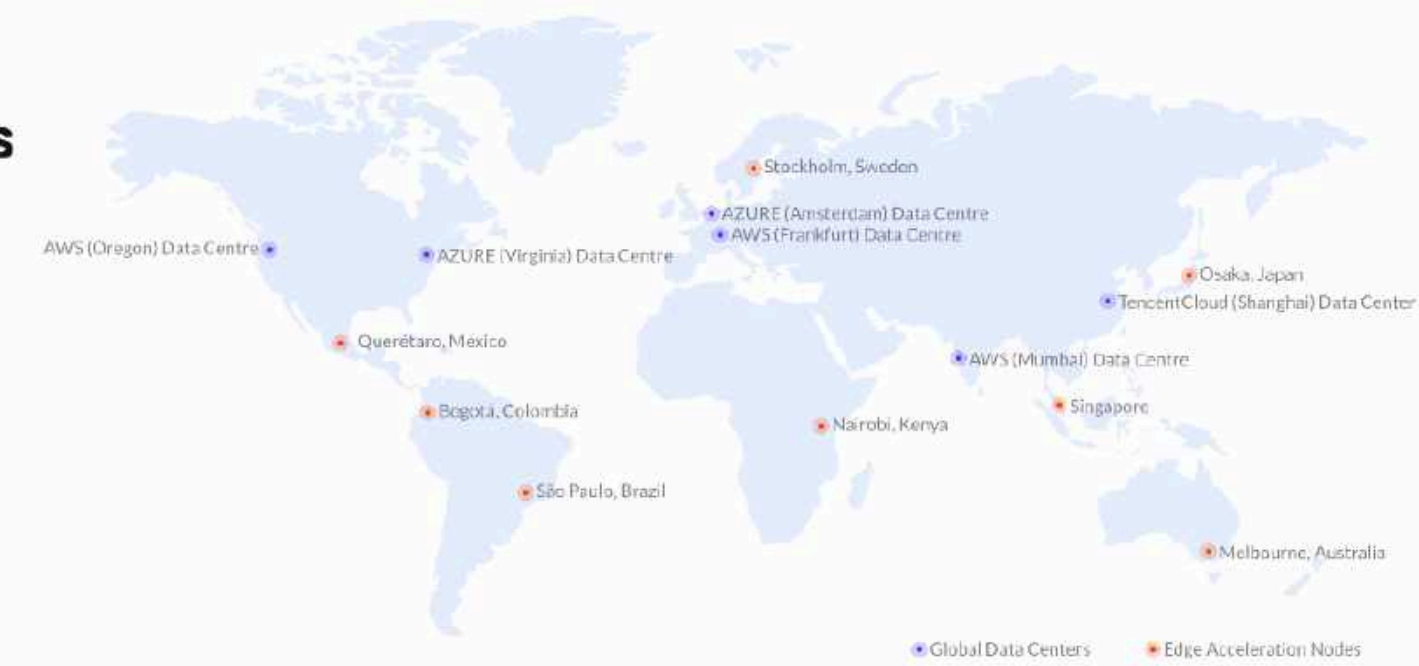 s
Stockholm, Sweden
AZURE (Amsterdam) Data Centre
AWS (Frankfurt) Data Centre
AWS (Oregon) Data Centre
AZURE (Virginia) Data Centre
Osaka, Japan
TencentCloud (Shanghai) Data Center
Querétaro, México
AWS (Mumbai) Data Centre
Bogotá, Colombia
Singapore
Nairobi, Kenya
São Paulo, Brazil
Melbourne, Australia
Global Data Centers
Edge Acceleration Nodes